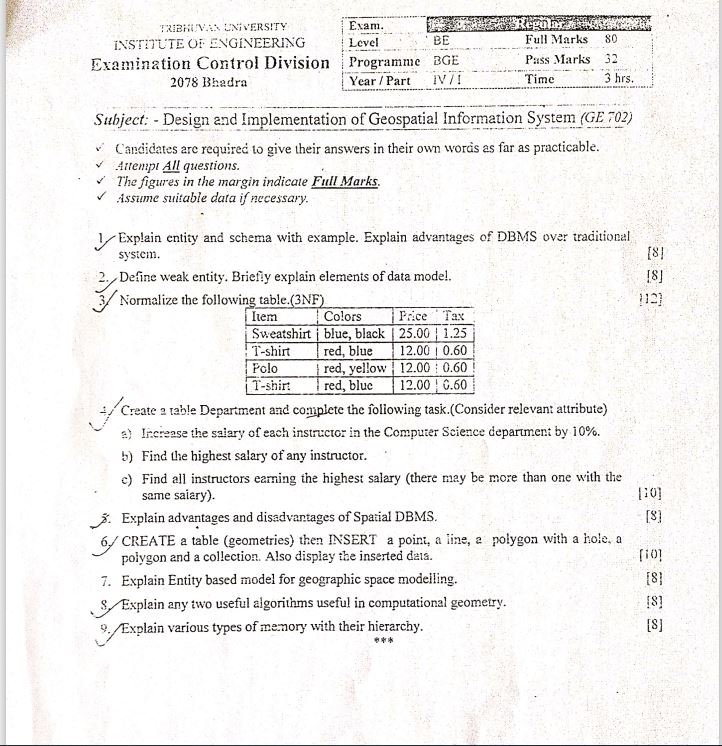 TRIBHUVAN UNIVERSITY
INSTITUTE OF ENGINEERING
Examination Control Division
2078 Bhadra
Exam. Regular
Level BE Full Marks 80
Programme BGE Pass Marks 32
Year / Part IV / I Time 3 hrs.
Subject: - Design and Implementation of Geospatial Information System (GE 702)
✓ Candidates are required to give their answers in their own words as far as practicable.
✓ Attempt All questions.
✓ The figures in the margin indicate Full Marks.
✓ Assume suitable data if necessary.
1. Explain entity and schema with example. Explain advantages of DBMS over traditional
system. [8]
2. Define weak entity. Briefly explain elements of data model. [8]
3. Normalize the following table.(3NF) [12]
Item Colors Price Tax
Sweatshirt blue, black 25.00 1.25
T-shirt red, blue 12.00 0.60
Polo red, yellow 12.00 0.60
T-shirt red, blue 12.00 0.60
4. Create a table Department and complete the following task.(Consider relevant attribute)
a) Increase the salary of each instructor in the Computer Science department by 10%.
b) Find the highest salary of any instructor.
c) Find all instructors earning the highest salary (there may be more than one with the
same salary). [10]
5. Explain advantages and disadvantages of Spatial DBMS. [8]
6. CREATE a table (geometries) then INSERT a point, a line, a polygon with a hole, a
polygon and a collection. Also display the inserted data. [10]
7. Explain Entity based model for geographic space modelling. [8]
8. Explain any two useful algorithms useful in computational geometry. [8]
9. Explain various types of memory with their hierarchy. [8]
***